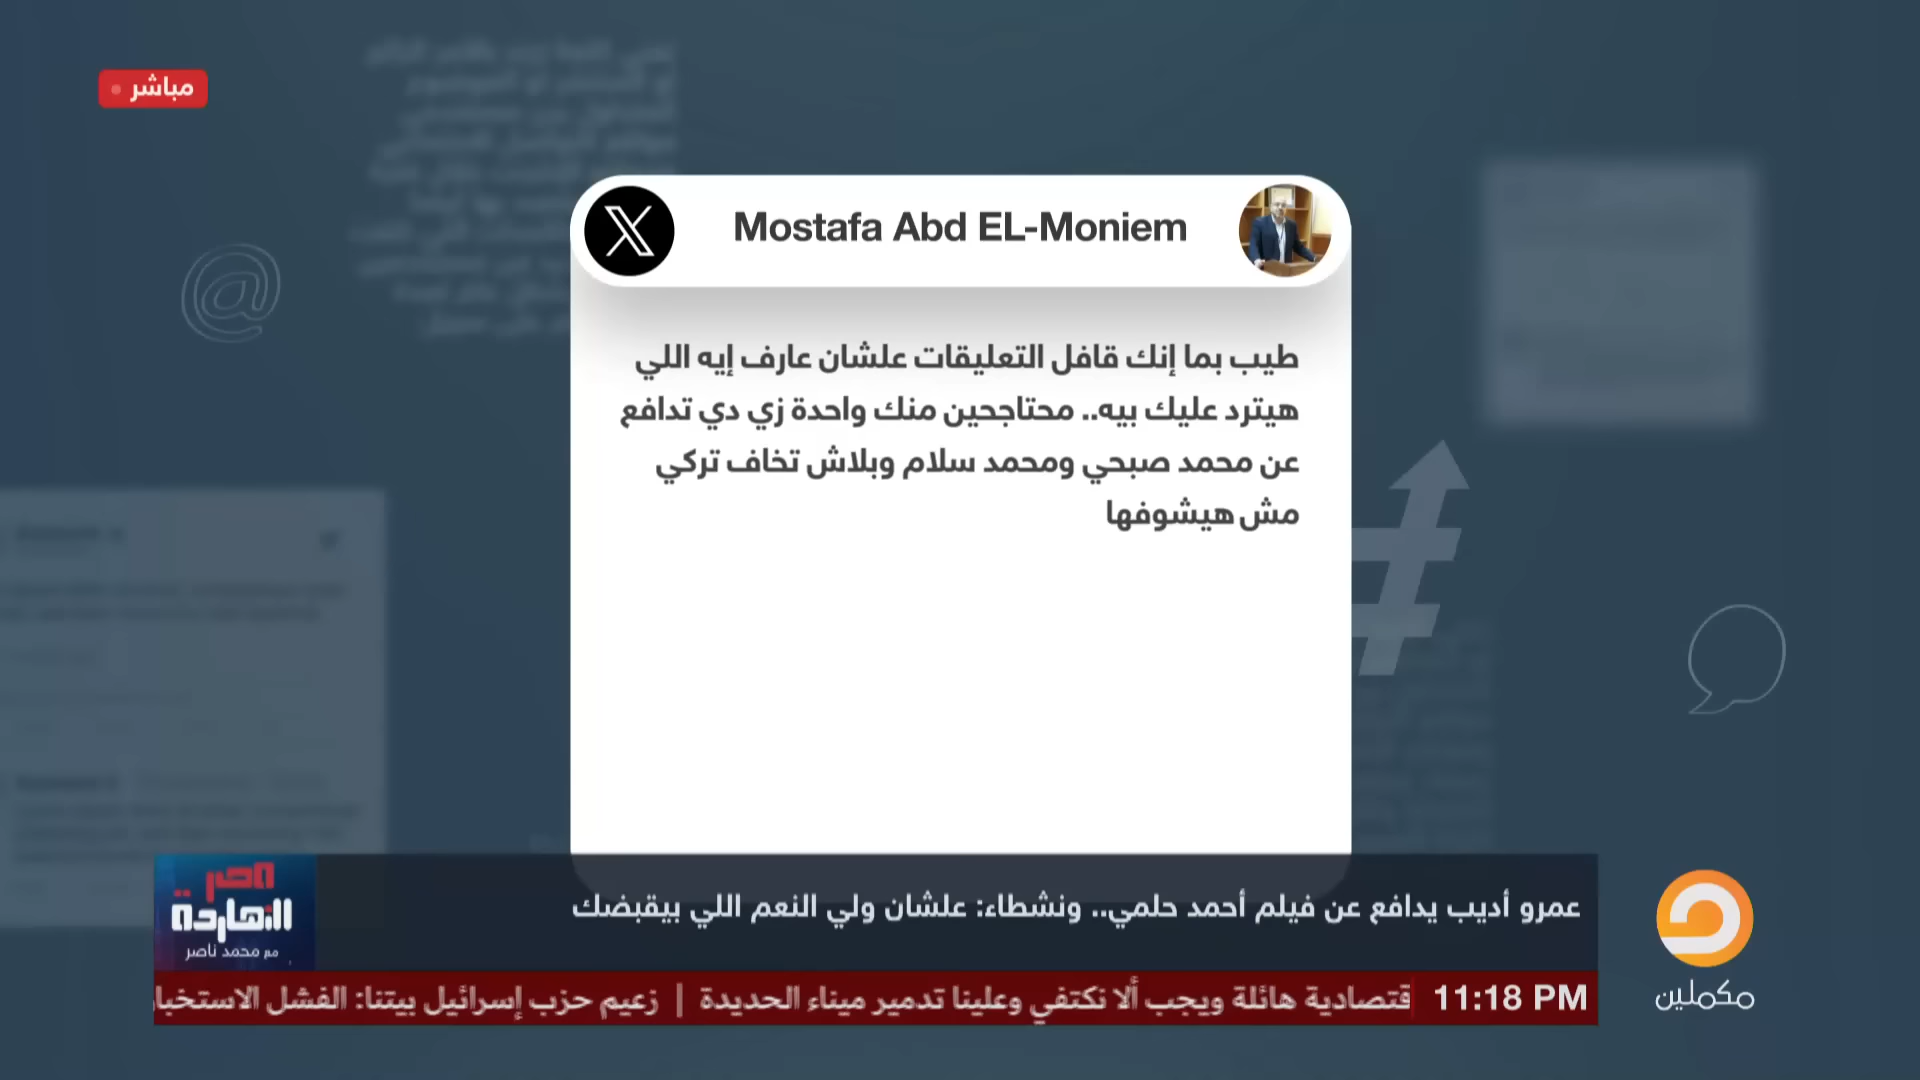 مباشر
Mostafa Abd EL-Moniem
طيب بما إنك قافل التعليقات علشان عارف إيه اللي
هيترد عليك بيه.. محتاججين منك واحدة زي دي تدافع
عن محمد صبحي ومحمد سلام وبلاش تخاف تركي
مش هيشوفها
مصر
النهاردة
مع محمد ناصر
عمرو أديب يدافع عن فيلم أحمد حلمي.. ونشطاء: علشان ولي النعم اللي بيقبضك
11:18 PM
قتصادية هائلة ويجب ألا نكتفي وعلينا تدمير ميناء الحديدة | زعيم حزب إسرائيل بيتنا: الفشل الاستخبار
مكملين